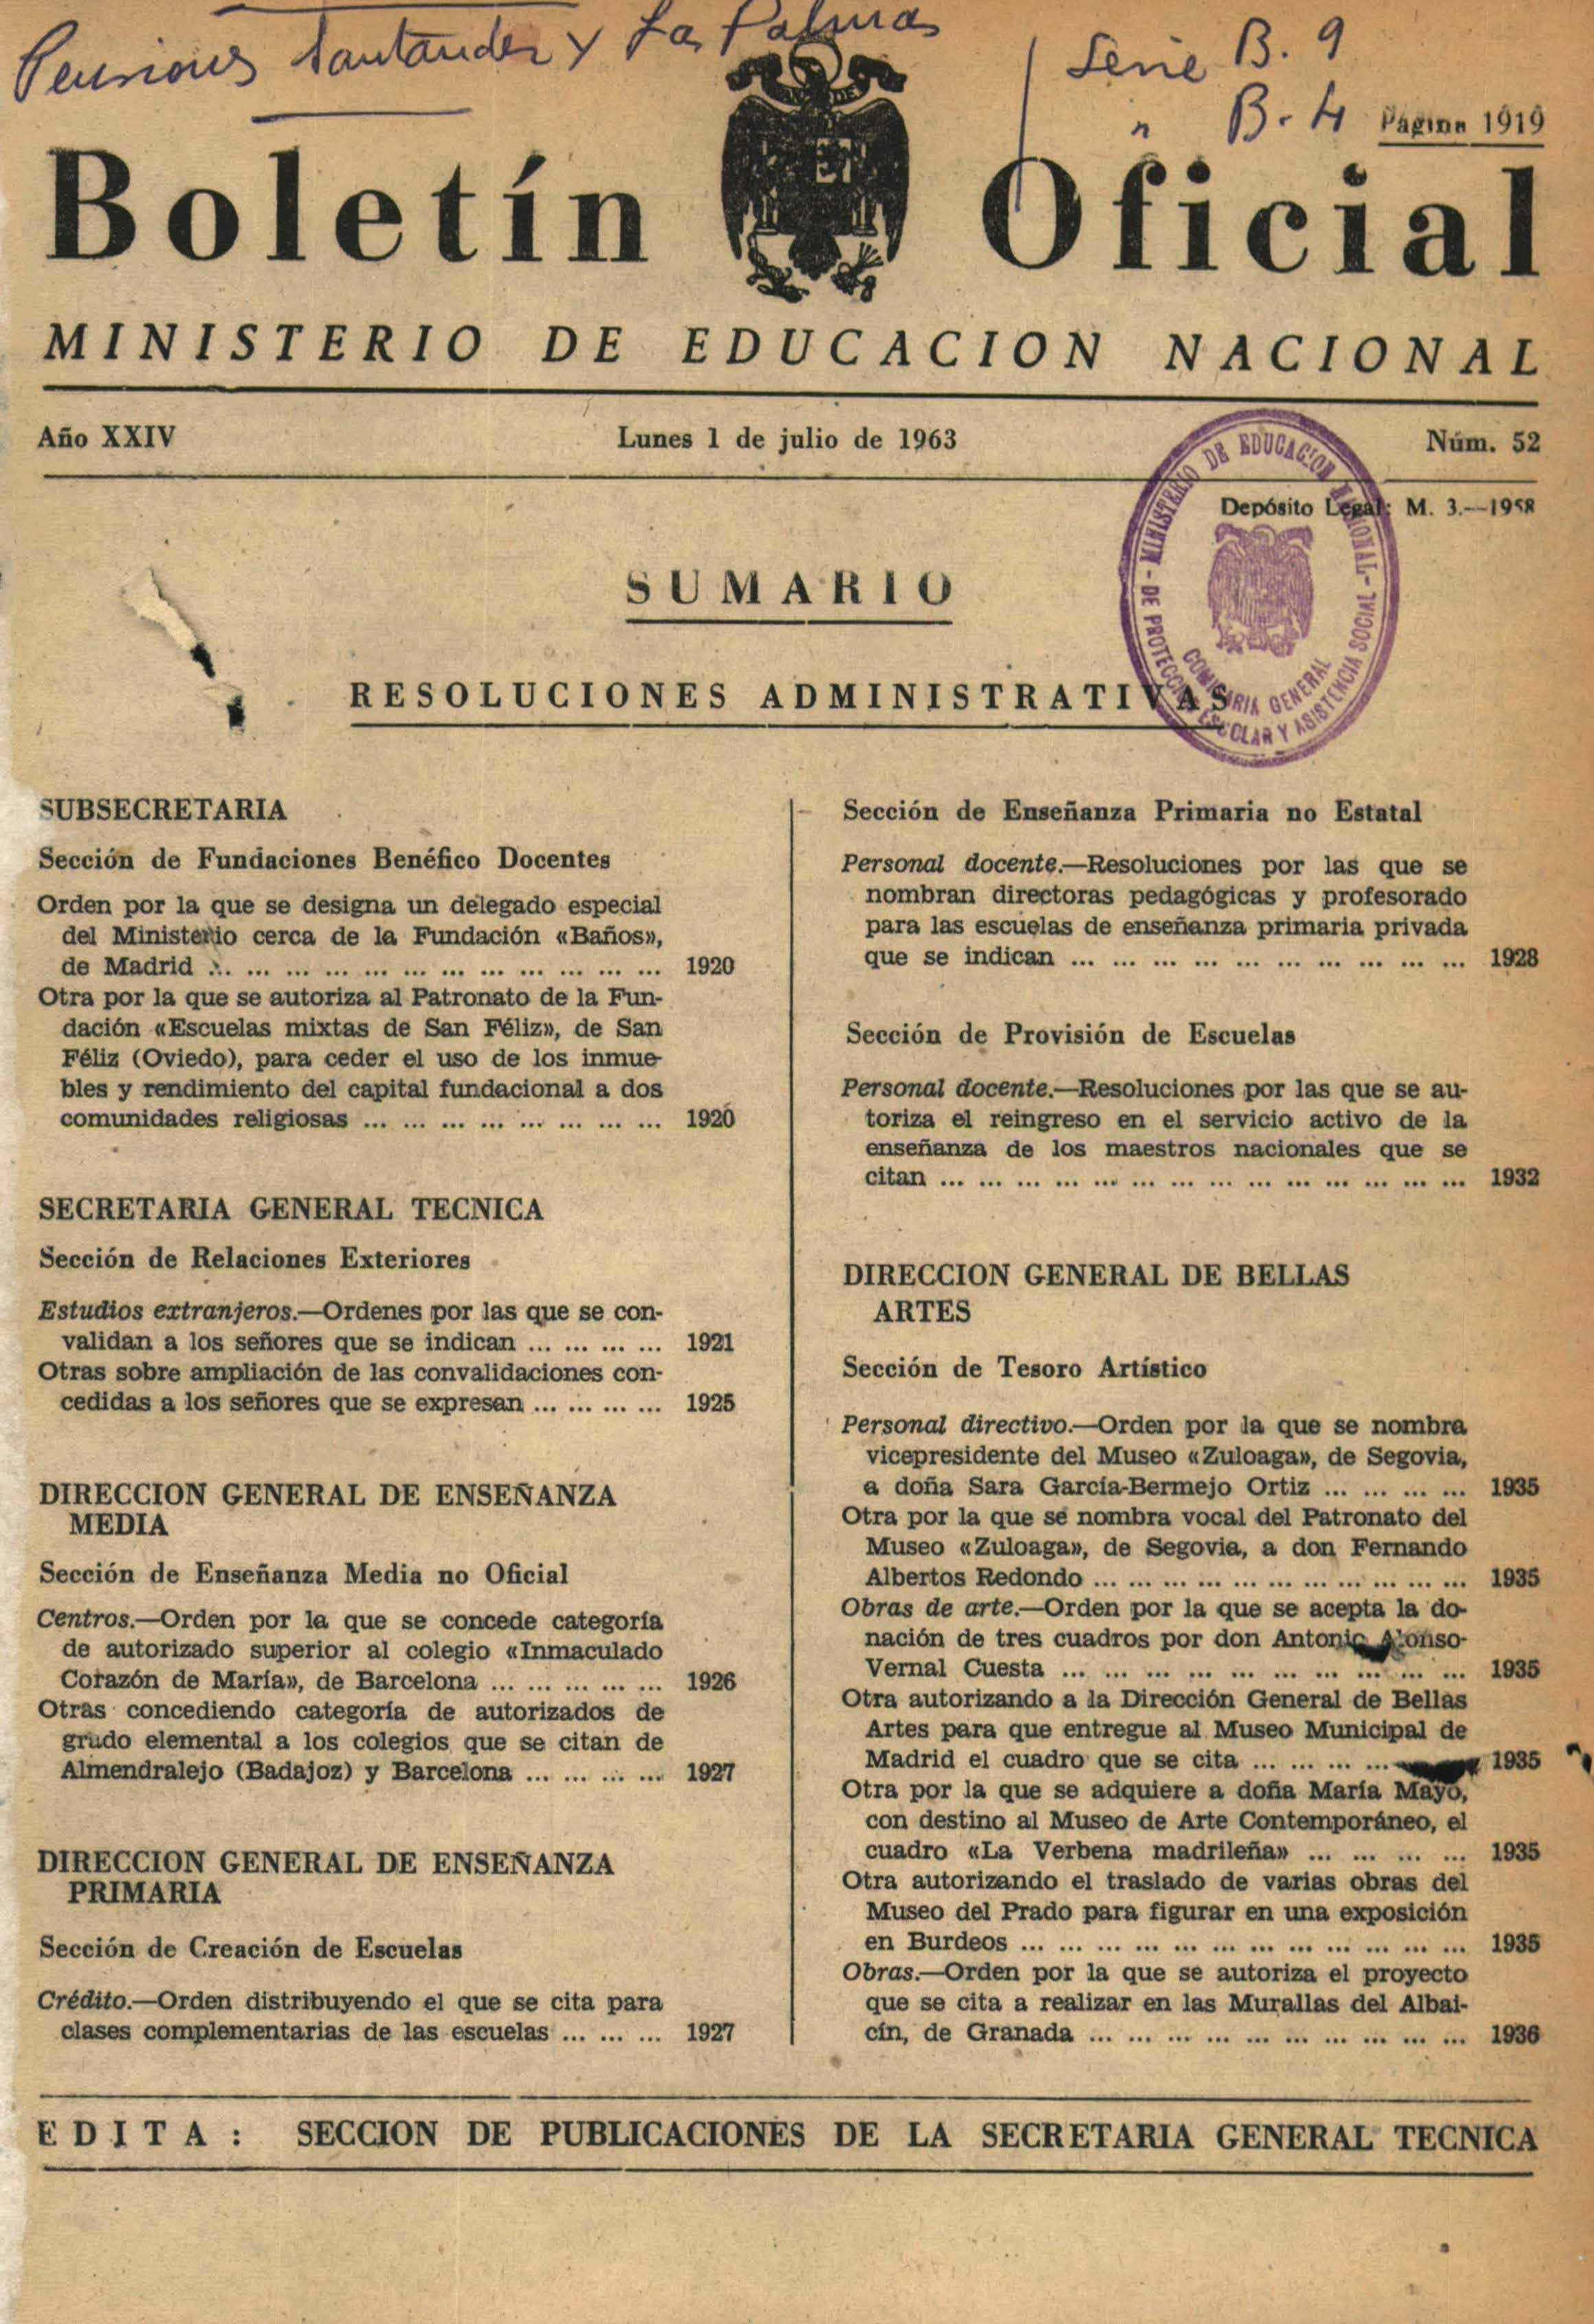 Pensiones Santander y Las Palmas
Serie B. 9
" B. 4
Página 1919
Boletín Oficial
MINISTERIO DE EDUCACION NACIONAL
Año XXIV Lunes 1 de julio de 1963 Núm. 52
Depósito Legal: M. 3.—1958
MINISTERIO DE EDUCACION NACIONAL -
COMISARIA GENERAL
DE PROTECCION ESCOLAR Y ASISTENCIA SOCIAL -
SUMARIO
RESOLUCIONES ADMINISTRATIVAS
SUBSECRETARIA
Sección de Fundaciones Benéfico Docentes
Orden por la que se designa un delegado especial
del Ministerio cerca de la Fundación «Baños»,
de Madrid ... ... ... ... ... ... ... ... ... ... ... ... 1920
Otra por la que se autoriza al Patronato de la Fun-
dación «Escuelas mixtas de San Féliz», de San
Féliz (Oviedo), para ceder el uso de los inmue-
bles y rendimiento del capital fundacional a dos
comunidades religiosas ... ... ... ... ... ... ... ... 1920
SECRETARIA GENERAL TECNICA
Sección de Relaciones Exteriores
Estudios extranjeros.—Ordenes por las que se con-
validan a los señores que se indican ... ... ... ... 1921
Otras sobre ampliación de las convalidaciones con-
cedidas a los señores que se expresan ... ... ... ... 1925
DIRECCION GENERAL DE ENSEÑANZA
MEDIA
Sección de Enseñanza Media no Oficial
Centros.—Orden por la que se concede categoría
de autorizado superior al colegio «Inmaculado
Corazón de María», de Barcelona ... ... ... ... ... 1926
Otras concediendo categoría de autorizados de
grado elemental a los colegios que se citan de
Almendralejo (Badajoz) y Barcelona ... ... ... ... 1927
DIRECCION GENERAL DE ENSEÑANZA
PRIMARIA
Sección de Creación de Escuelas
Crédito.—Orden distribuyendo el que se cita para
clases complementarias de las escuelas ... ... ... 1927
Sección de Enseñanza Primaria no Estatal
Personal docente.—Resoluciones por las que se
nombran directoras pedagógicas y profesorado
para las escuelas de enseñanza primaria privada
que se indican ... ... ... ... ... ... ... ... ... ... 1928
Sección de Provisión de Escuelas
Personal docente.—Resoluciones por las que se au-
toriza el reingreso en el servicio activo de la
enseñanza de los maestros nacionales que se
citan ... ... ... ... ... ... ... ... ... ... ... ... ... ... 1932
DIRECCION GENERAL DE BELLAS
ARTES
Sección de Tesoro Artístico
Personal directivo.—Orden por la que se nombra
vicepresidente del Museo «Zuloaga», de Segovia,
a doña Sara García-Bermejo Ortiz ... ... ... ... 1935
Otra por la que se nombra vocal del Patronato del
Museo «Zuloaga», de Segovia, a don Fernando
Albertos Redondo ... ... ... ... ... ... ... ... ... ... ... 1935
Obras de arte.—Orden por la que se acepta la do-
nación de tres cuadros por don Antonio Alonso-
Vernal Cuesta ... ... ... ... ... ... ... ... ... ... 1935
Otra autorizando a la Dirección General de Bellas
Artes para que entregue al Museo Municipal de
Madrid el cuadro que se cita ... ... ... ... 1935
Otra por la que se adquiere a doña María Mayo,
con destino al Museo de Arte Contemporáneo, el
cuadro «La Verbena madrileña» ... ... ... ... 1935
Otra autorizando el traslado de varias obras del
Museo del Prado para figurar en una exposición
en Burdeos ... ... ... ... ... ... ... ... ... ... ... ... 1935
Obras.—Orden por la que se autoriza el proyecto
que se cita a realizar en las Murallas del Albai-
cín, de Granada ... ... ... ... ... ... ... ... ... ... 1936
EDITA: SECCION DE PUBLICACIONES DE LA SECRETARIA GENERAL TECNICA